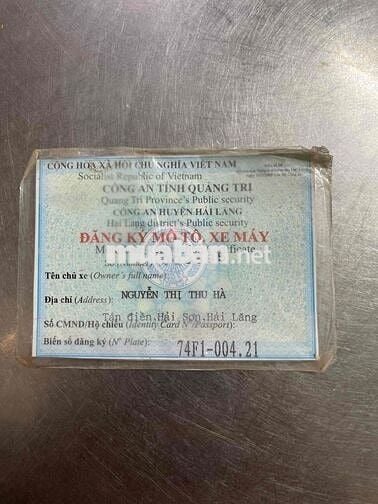 CỘNG HÒA XÃ HỘI CHỦ NGHĨA VIỆT NAM
Socialist Republic of Vietnam
CÔNG AN TỈNH QUẢNG TRỊ
Quang Tri Province's Public security
CÔNG AN HUYỆN HẢI LĂNG
Hai Lang district's Public security
ĐĂNG KÝ MÔ TÔ, XE MÁY
muaban.net
Tên chủ xe (Owner's full name):
NGUYỄN THỊ THU HÀ
Địa chỉ (Address):
Tân điền,Hải Sơn,Hải Lăng
Số CMND/Hộ chiếu (Identity Card N° Passport):
Biển số đăng ký (N° Plate): 74F1-004.21